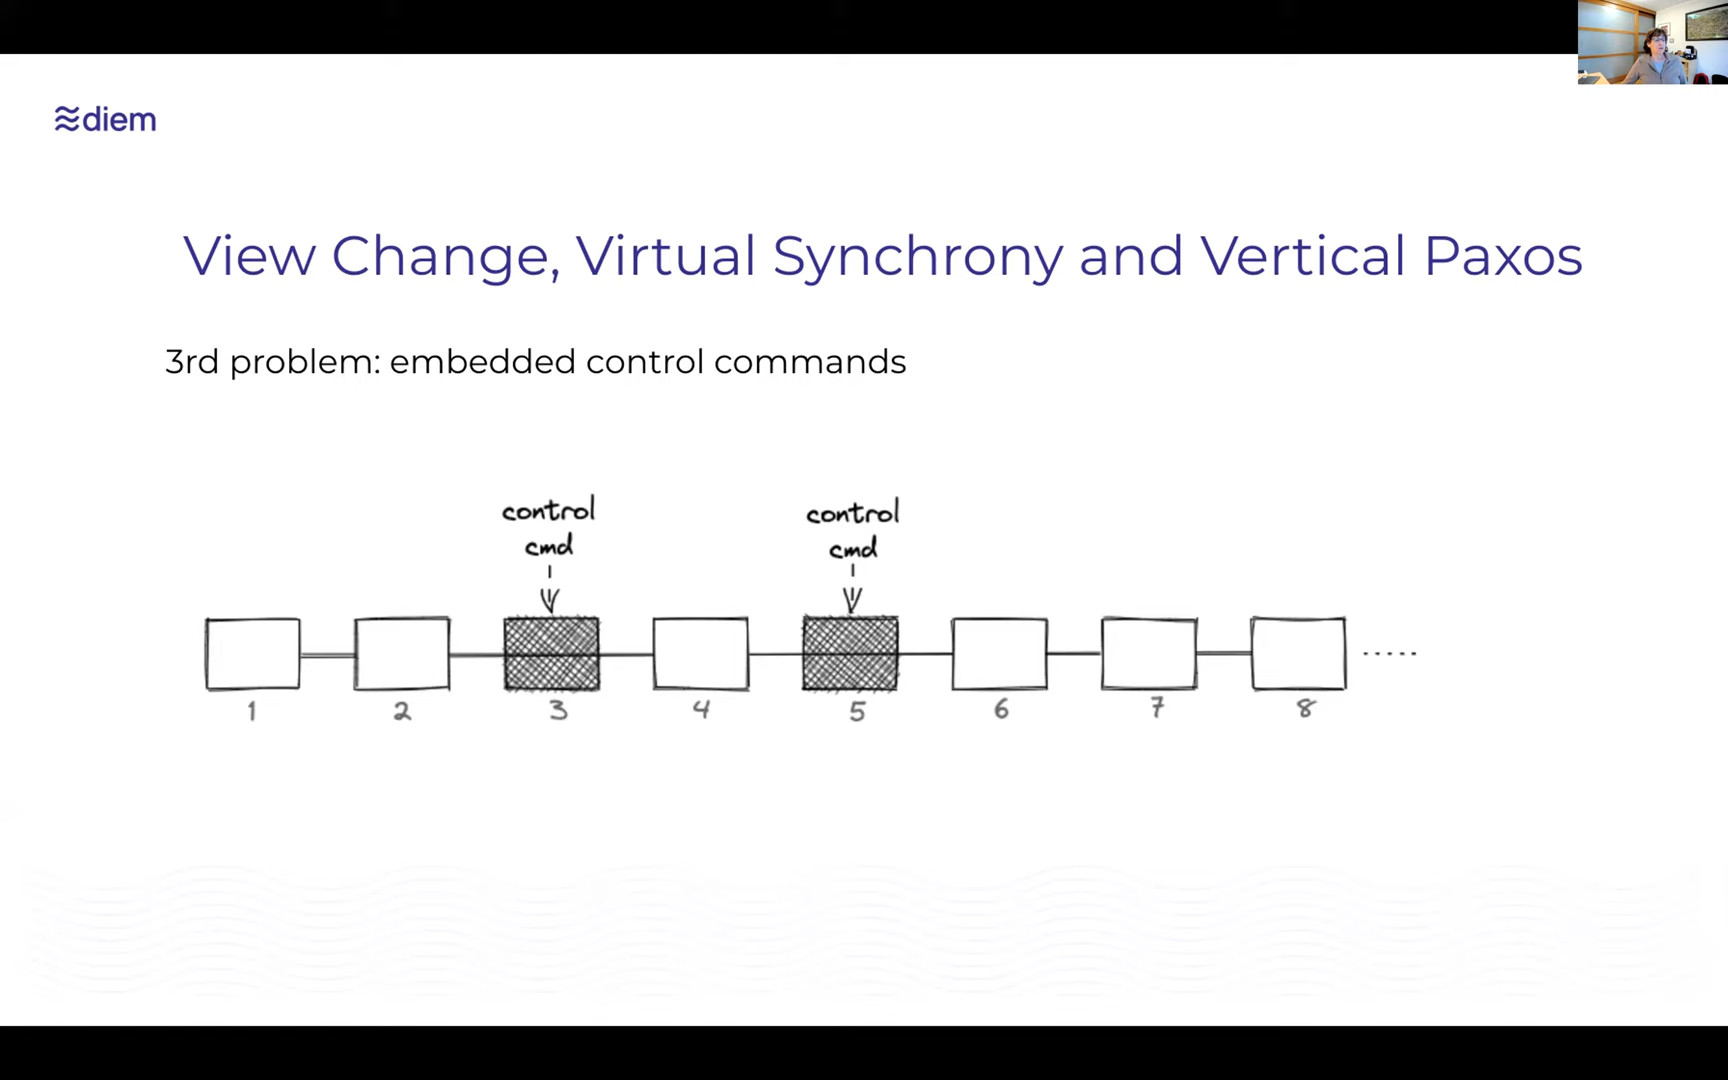 diem
View Change, Virtual Synchrony and Vertical Paxos
3rd problem: embedded control commands
control control
cmd cmd
1 2 3 4 5 6 7 8